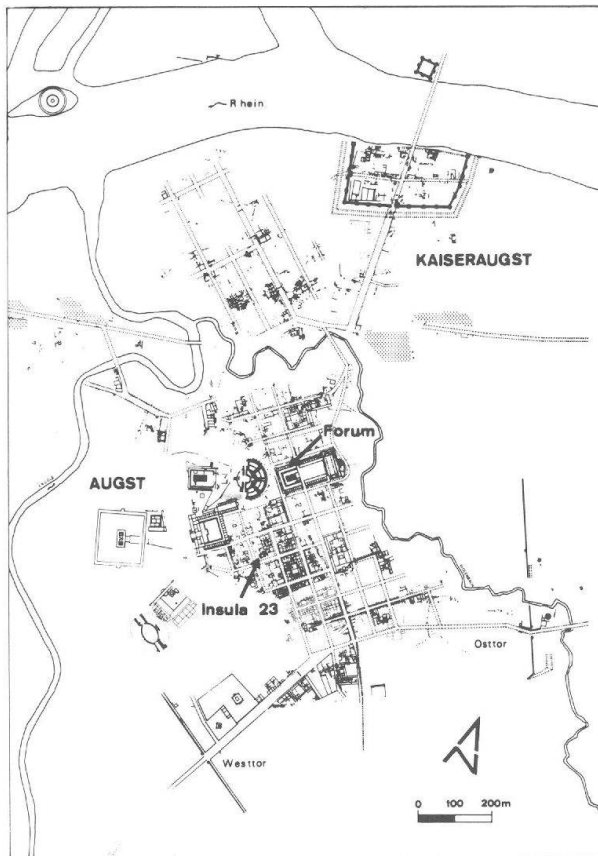 Rhein
KAISERAUGST
Forum
AUGST
Insula 23
Osttor
Westtor
0 100 200m